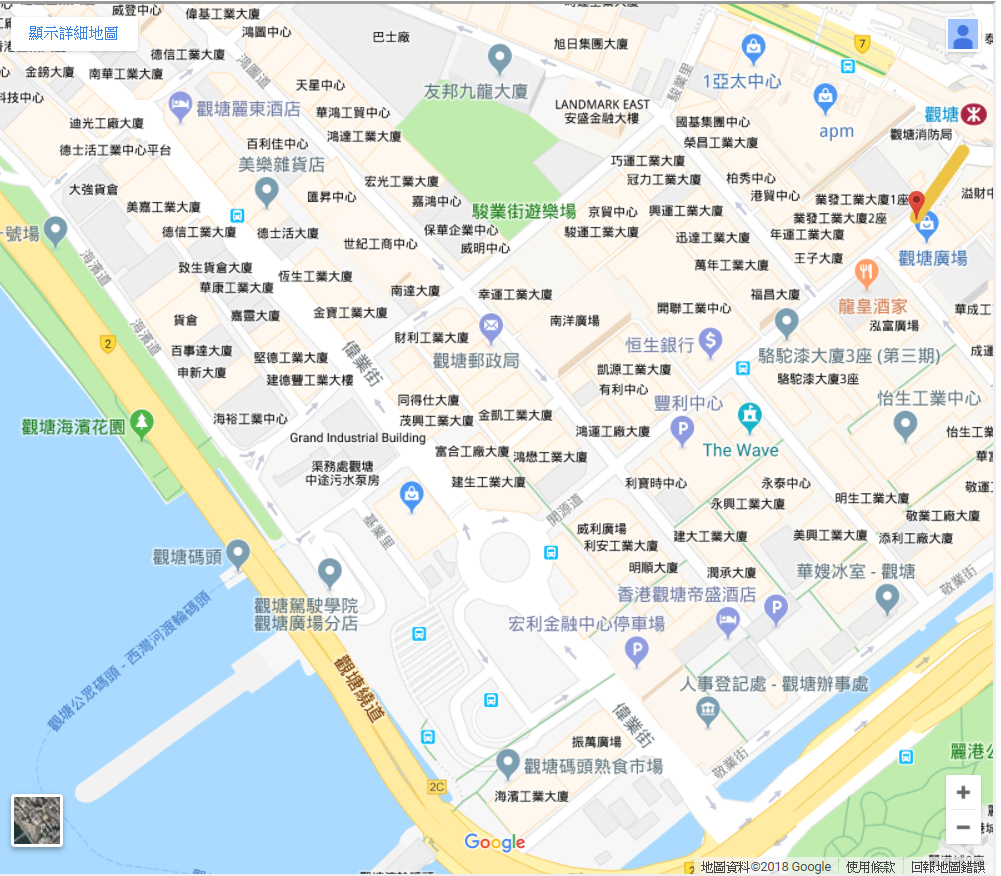 威登中心
偉基工業大廈
顯示詳細地圖
鴻圖中心
巴士廠
旭日集團大廈
7
德信工業大廈
1亞太中心
金鎊大廈
南華工業大廈
鴻圖道
天星中心
友邦九龍大廈
駿業里
科技中心
觀塘麗東酒店
華鴻工貿中心
LANDMARK EAST
安盛金融大樓
觀塘
迪光工廠大廈
國基集團中心
apm
觀塘消防局
鴻達工業大廈
百利佳中心
榮昌工業大廈
德士活工業中心平台
美樂雜貨店
巧運工業大廈
冠力工業大廈
柏秀中心
大強貨倉
宏光工業大廈
匯昇中心
嘉鴻中心
港貿中心
業發工業大廈1座
溢財中
美嘉工業大廈
駿業街遊樂場
京貿中心
興運工業大廈
業發工業大廈2座
號場
德信工業大廈
德士活大廈
保華企業中心
駿運工業大廈
迅達工業大廈
年運工業大廈
世紀工商中心
威明中心
觀塘廣場
海濱道
致生貨倉大廈
恆生工業大廈
萬年工業大廈
王子大廈
華康工業大廈
南達大廈
幸運工業大廈
福昌大廈
龍皇酒家
貨倉
嘉靈大廈
金寶工業大廈
南洋廣場
開聯工業中心
華成工
泓富廣場
海濱道
2
財利工業大廈
恒生銀行
百事達大廈
堅德工業大廈
偉業街
觀塘郵政局
駱駝漆大廈3座 (第三期)
成運
申新大廈
建德豐工業大樓
凱源工業大廈
駱駝漆大廈3座
有利中心
同得仕大廈
豐利中心
怡生工業中心
觀塘海濱花園
海裕工業中心
茂興工業大廈
金凱工業大廈
鴻運工廠大廈
怡生工業
Grand Industrial Building
富合工廠大廈
鴻懋工業大廈
The Wave
渠務處觀塘
中途污水泵房
建生工業大廈
利寶時中心
永泰中心
敬運
永興工業大廈
明生工業大廈
開源道
敬業工廠大廈
基業里
威利廣場
利安工業大廈
建大工業大廈
美興工業大廈
添利工廠大廈
觀塘碼頭
明順大廈
潤承大廈
華嫂冰室 - 觀塘
敬業街
觀塘公眾碼頭 - 西灣河渡輪碼頭
觀塘駕駛學院
觀塘廣場分店
香港觀塘帝盛酒店
宏利金融中心停車場
觀塘繞道
人事登記處 - 觀塘辦事處
偉業街
振萬廣場
敬業街
麗港公
觀塘碼頭熟食市場
2C
海濱工業大廈
Google
2
地圖資料©2018 Google
使用條款
回報地圖錯誤